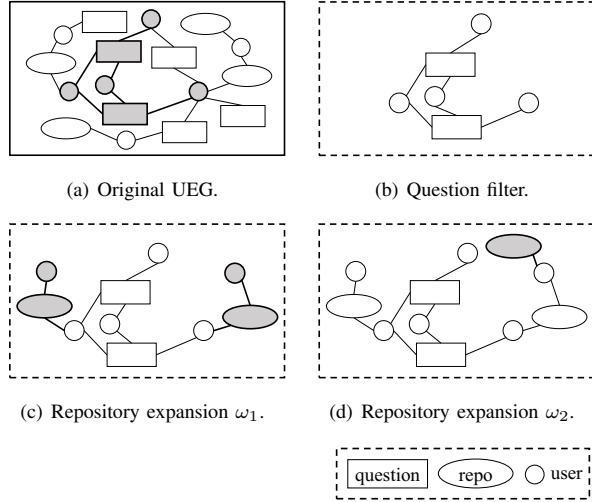 (a) Original UEG.
(b) Question filter.
(c) Repository expansion ω₁.
(d) Repository expansion ω₂.
question repo user